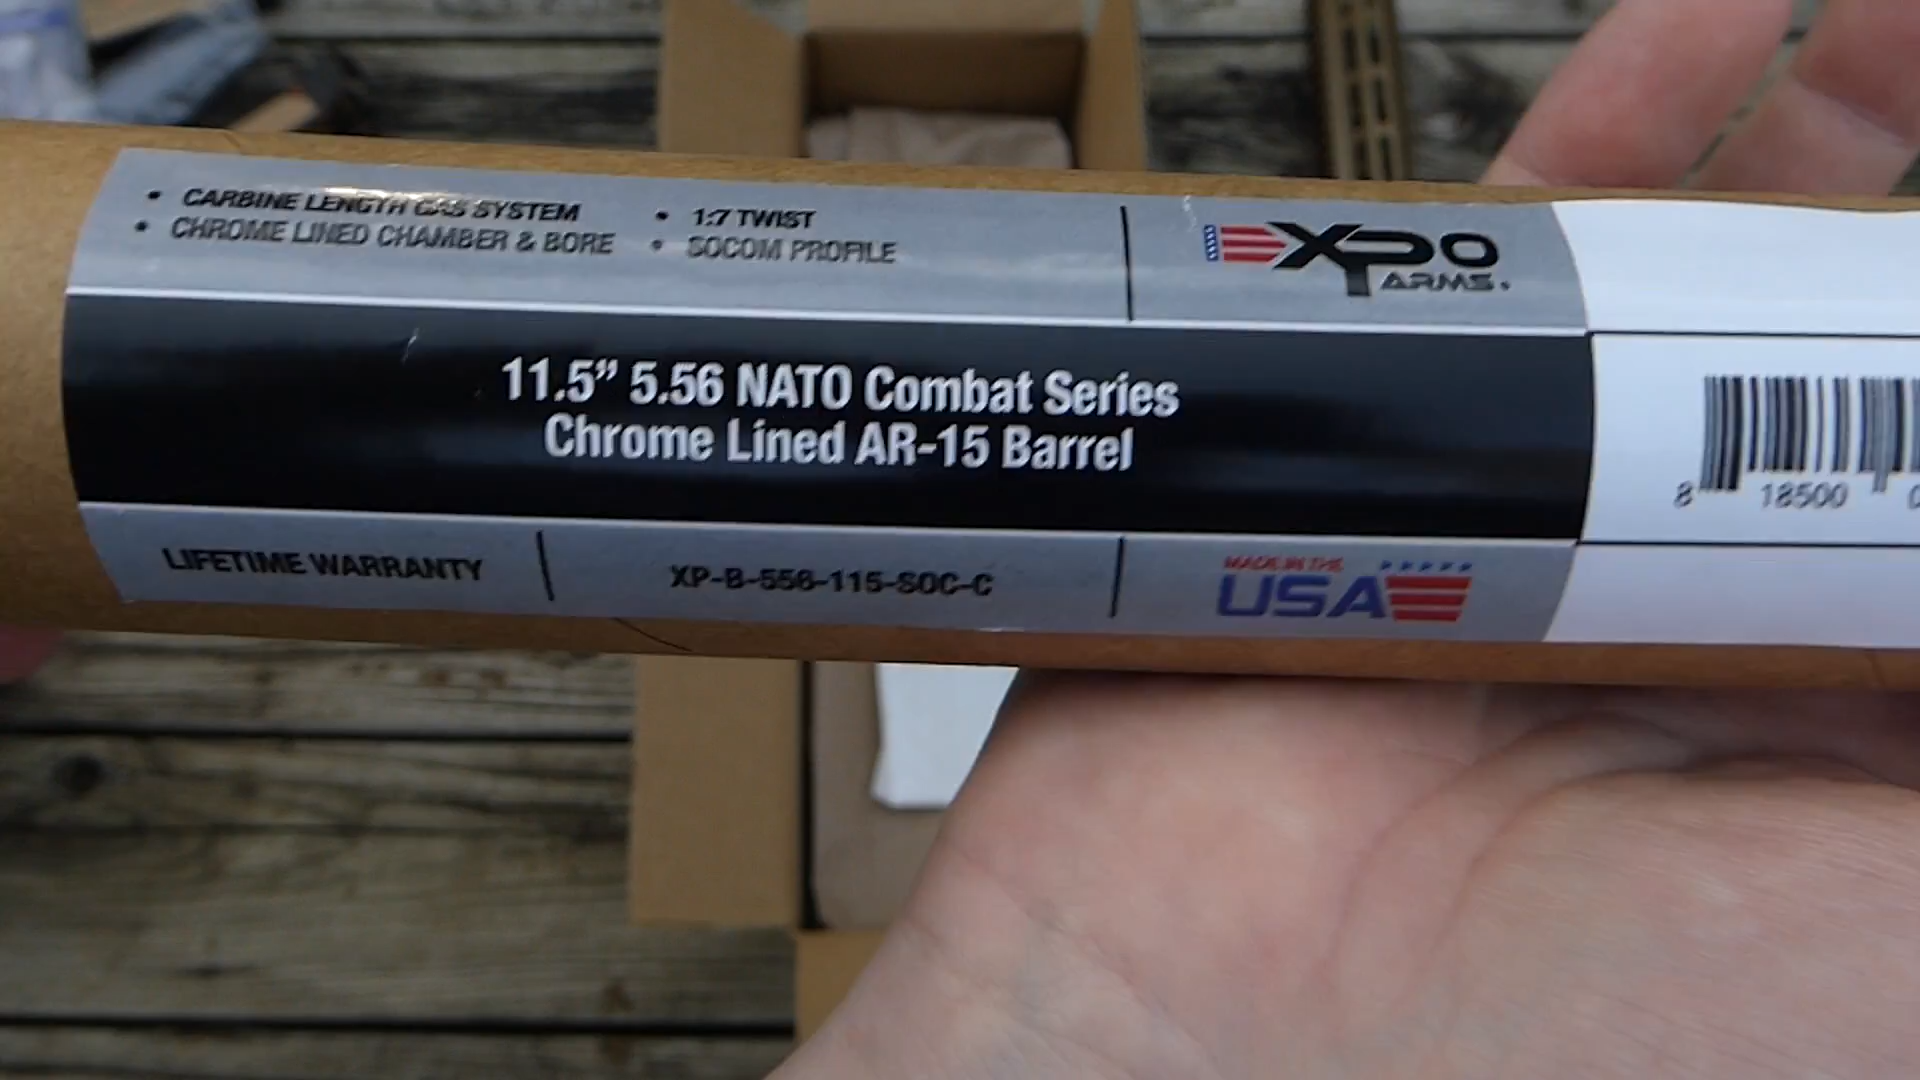 • CARBINE LENGTH GAS SYSTEM
• CHROME LINED CHAMBER & BORE
• 1:7 TWIST
• SOCOM PROFILE
EXPO
ARMS.
11.5” 5.56 NATO Combat Series
Chrome Lined AR-15 Barrel
8 18500 0
LIFETIME WARRANTY
XP-B-556-115-SOC-C
MADE IN THE
USA